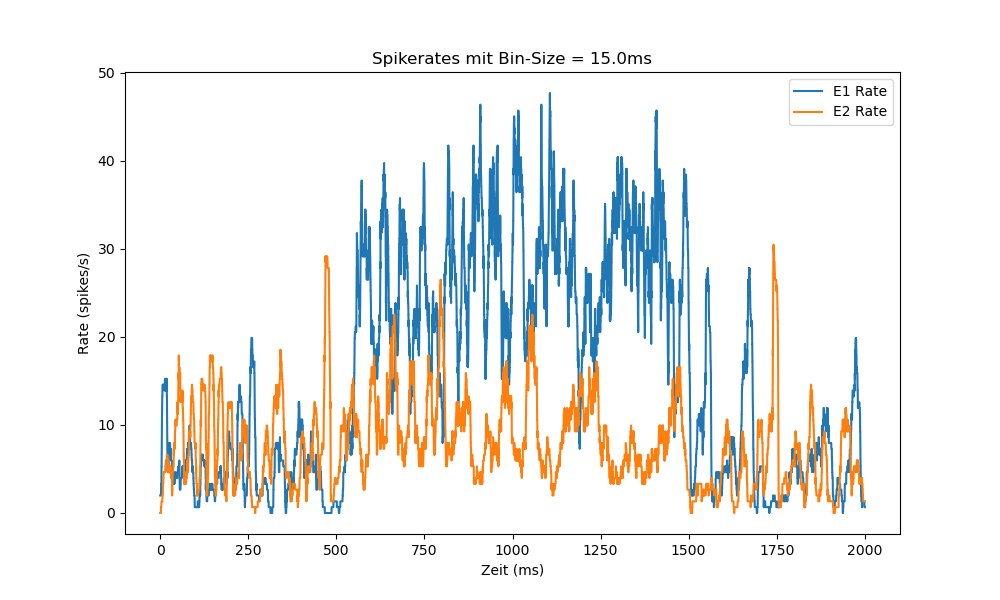 Spikerates mit Bin-Size = 15.0ms
E1 Rate
E2 Rate
50
40
30
20
10
0
Rate (spikes/s)
0 250 500 750 1000 1250 1500 1750 2000
Zeit (ms)